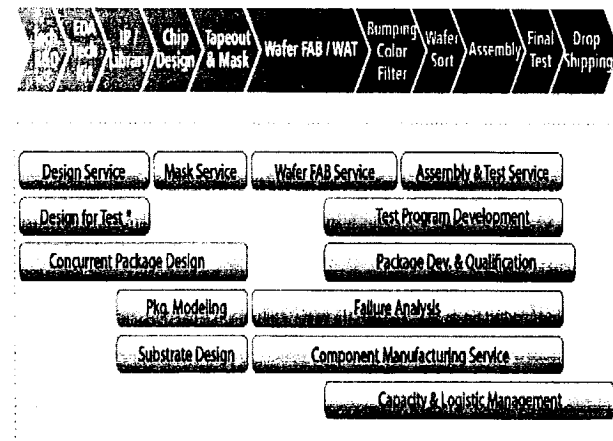 EDA
Tech
Kit
IP /
Library
Chip
Design
Tapeout
& Mask
Wafer FAB / WAT
Bumping
Color
Filter
Wafer
Sort
Assembly
Final
Test
Drop
Shipping
Design Service
Mask Service
Wafer FAB Service
Assembly & Test Service
Design for Test *
Test Program Development
Concurrent Package Design
Package Dev. & Qualification
Pkg. Modeling
Failure Analysis
Substrate Design
Component Manufacturing Service
Capacity & Logistic Management